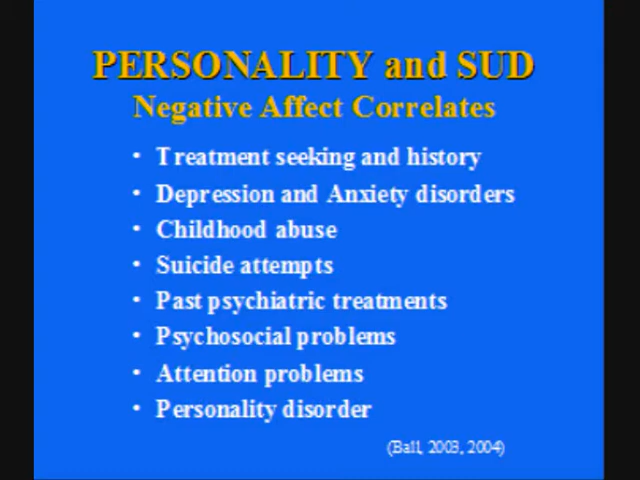 PERSONALITY and SUD
Negative Affect Correlates
• Treatment seeking and history
• Depression and Anxiety disorders
• Childhood abuse
• Suicide attempts
• Past psychiatric treatments
• Psychosocial problems
• Attention problems
• Personality disorder
(Ball, 2003, 2004)